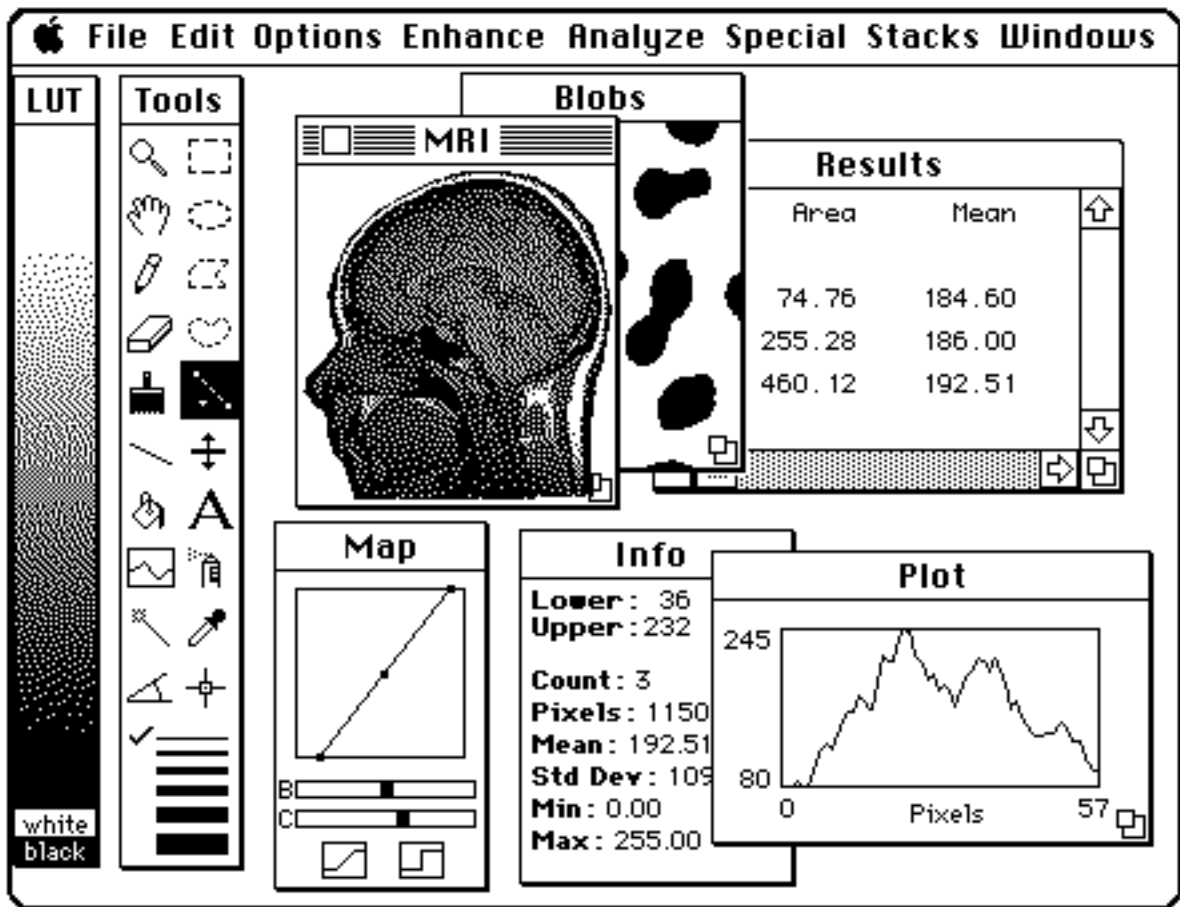 File Edit Options Enhance Analyze Special Stacks Windows
LUT
white
black
Tools
A
MRI
Blobs
Results
Area Mean
74.76 184.60
255.28 186.00
460.12 192.51
Map
B
C
Info
Lower: 36
Upper:232
Count: 3
Pixels: 1150
Mean: 192.51
Std Dev: 109
Min: 0.00
Max: 255.00
Plot
245
80
0 Pixels 57